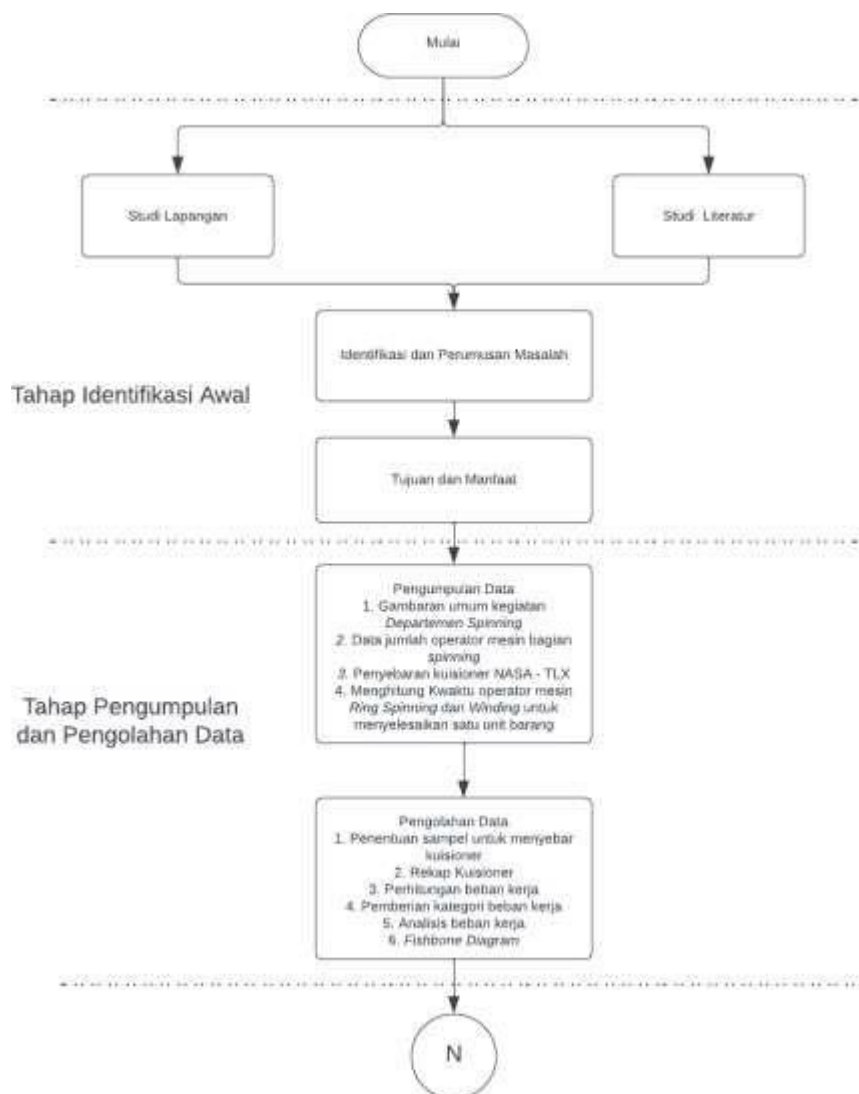 Mulai
Studi Lapangan
Studi Literatur
Identifikasi dan Perumusan Masalah
Tahap Identifikasi Awal
Tujuan dan Manfaat
Pengumpulan Data
1. Gambaran umum kegiatan
Departemen Spinning
2. Data jumlah operator mesin bagian
spinning
3. Penyebaran kuisioner NASA - TLX
4. Menghitung Kwaktu operator mesin
Ring Spinning dan Winding untuk
menyelesaikan satu unit barang
Tahap Pengumpulan
dan Pengolahan Data
Pengolahan Data
1. Penentuan sampel untuk menyebar
kuisioner
2. Rekap Kuisioner
3. Perhitungan beban kerja
4. Pemberian kategori beban kerja
5. Analisis beban kerja
6. Fishbone Diagram
N